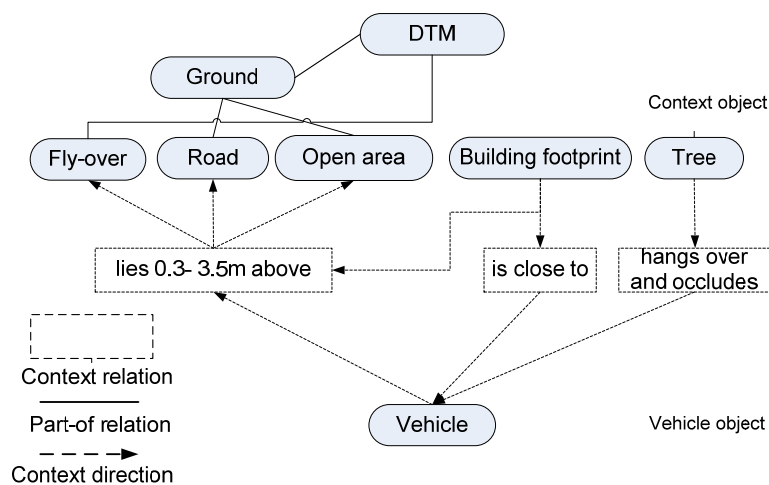 DTM
Ground
Context object
Fly-over
Road
Open area
Building footprint
Tree
lies 0.3- 3.5m above
is close to
hangs over
and occludes
Context relation
Part-of relation
Vehicle
Vehicle object
Context direction